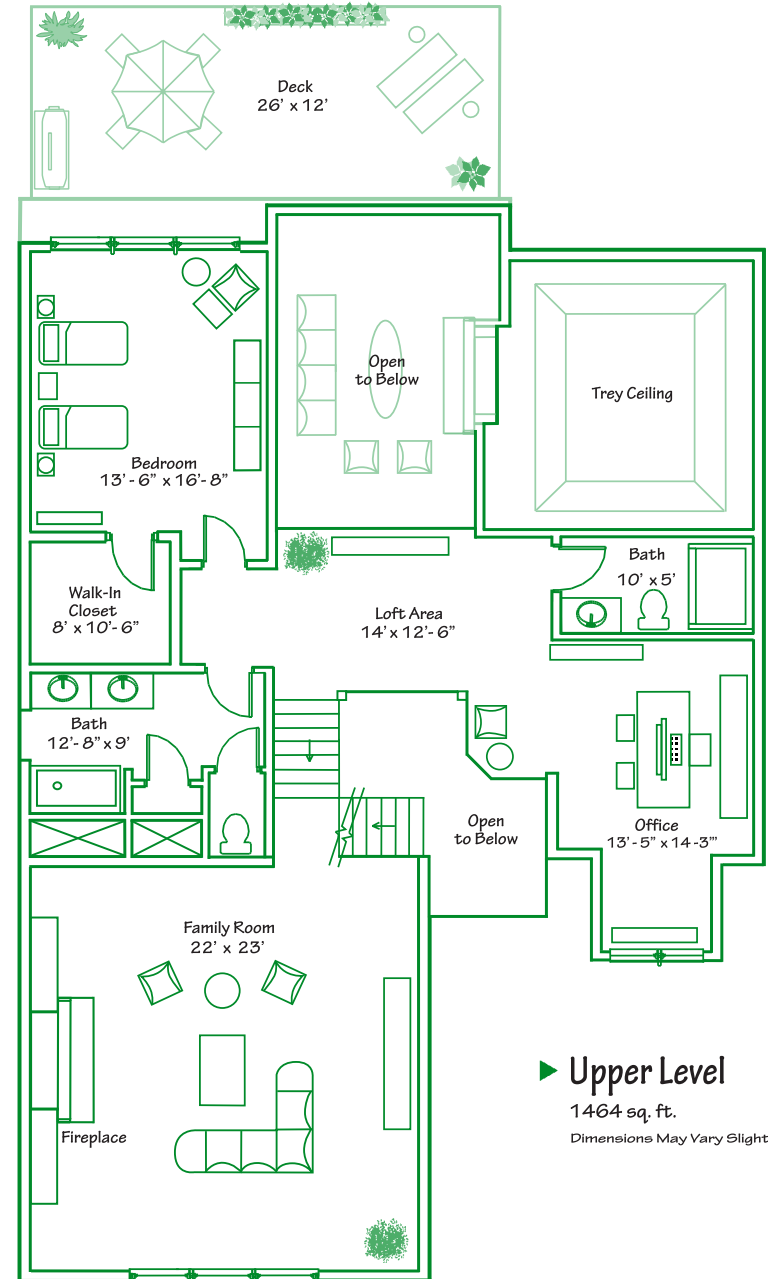 Deck
26' x 12'
Open
to Below
Trey Ceiling
Bedroom
13' - 6" x 16' - 8"
Bath
10' x 5'
Walk-In
Closet
8' x 10' - 6"
Loft Area
14' x 12' - 6"
Bath
12' - 8" x 9'
Open
to Below
Office
13' - 5" x 14 -3'"
Family Room
22' x 23'
Upper Level
1464 sq. ft.
Fireplace
Dimensions May Vary Slight